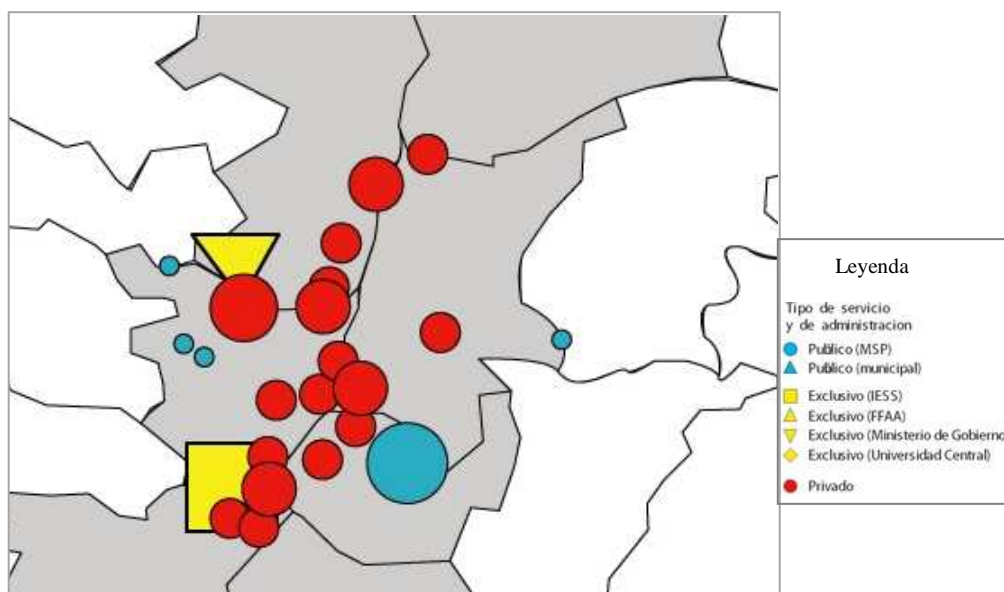 Leyenda
Tipo de servicio
y de administracion
Publico (MSP)
Publico (municipal)
Exclusivo (IESS)
Exclusivo (FFAA)
Exclusivo (Ministerio de Gobierno)
Exclusivo (Universidad Central)
Privado